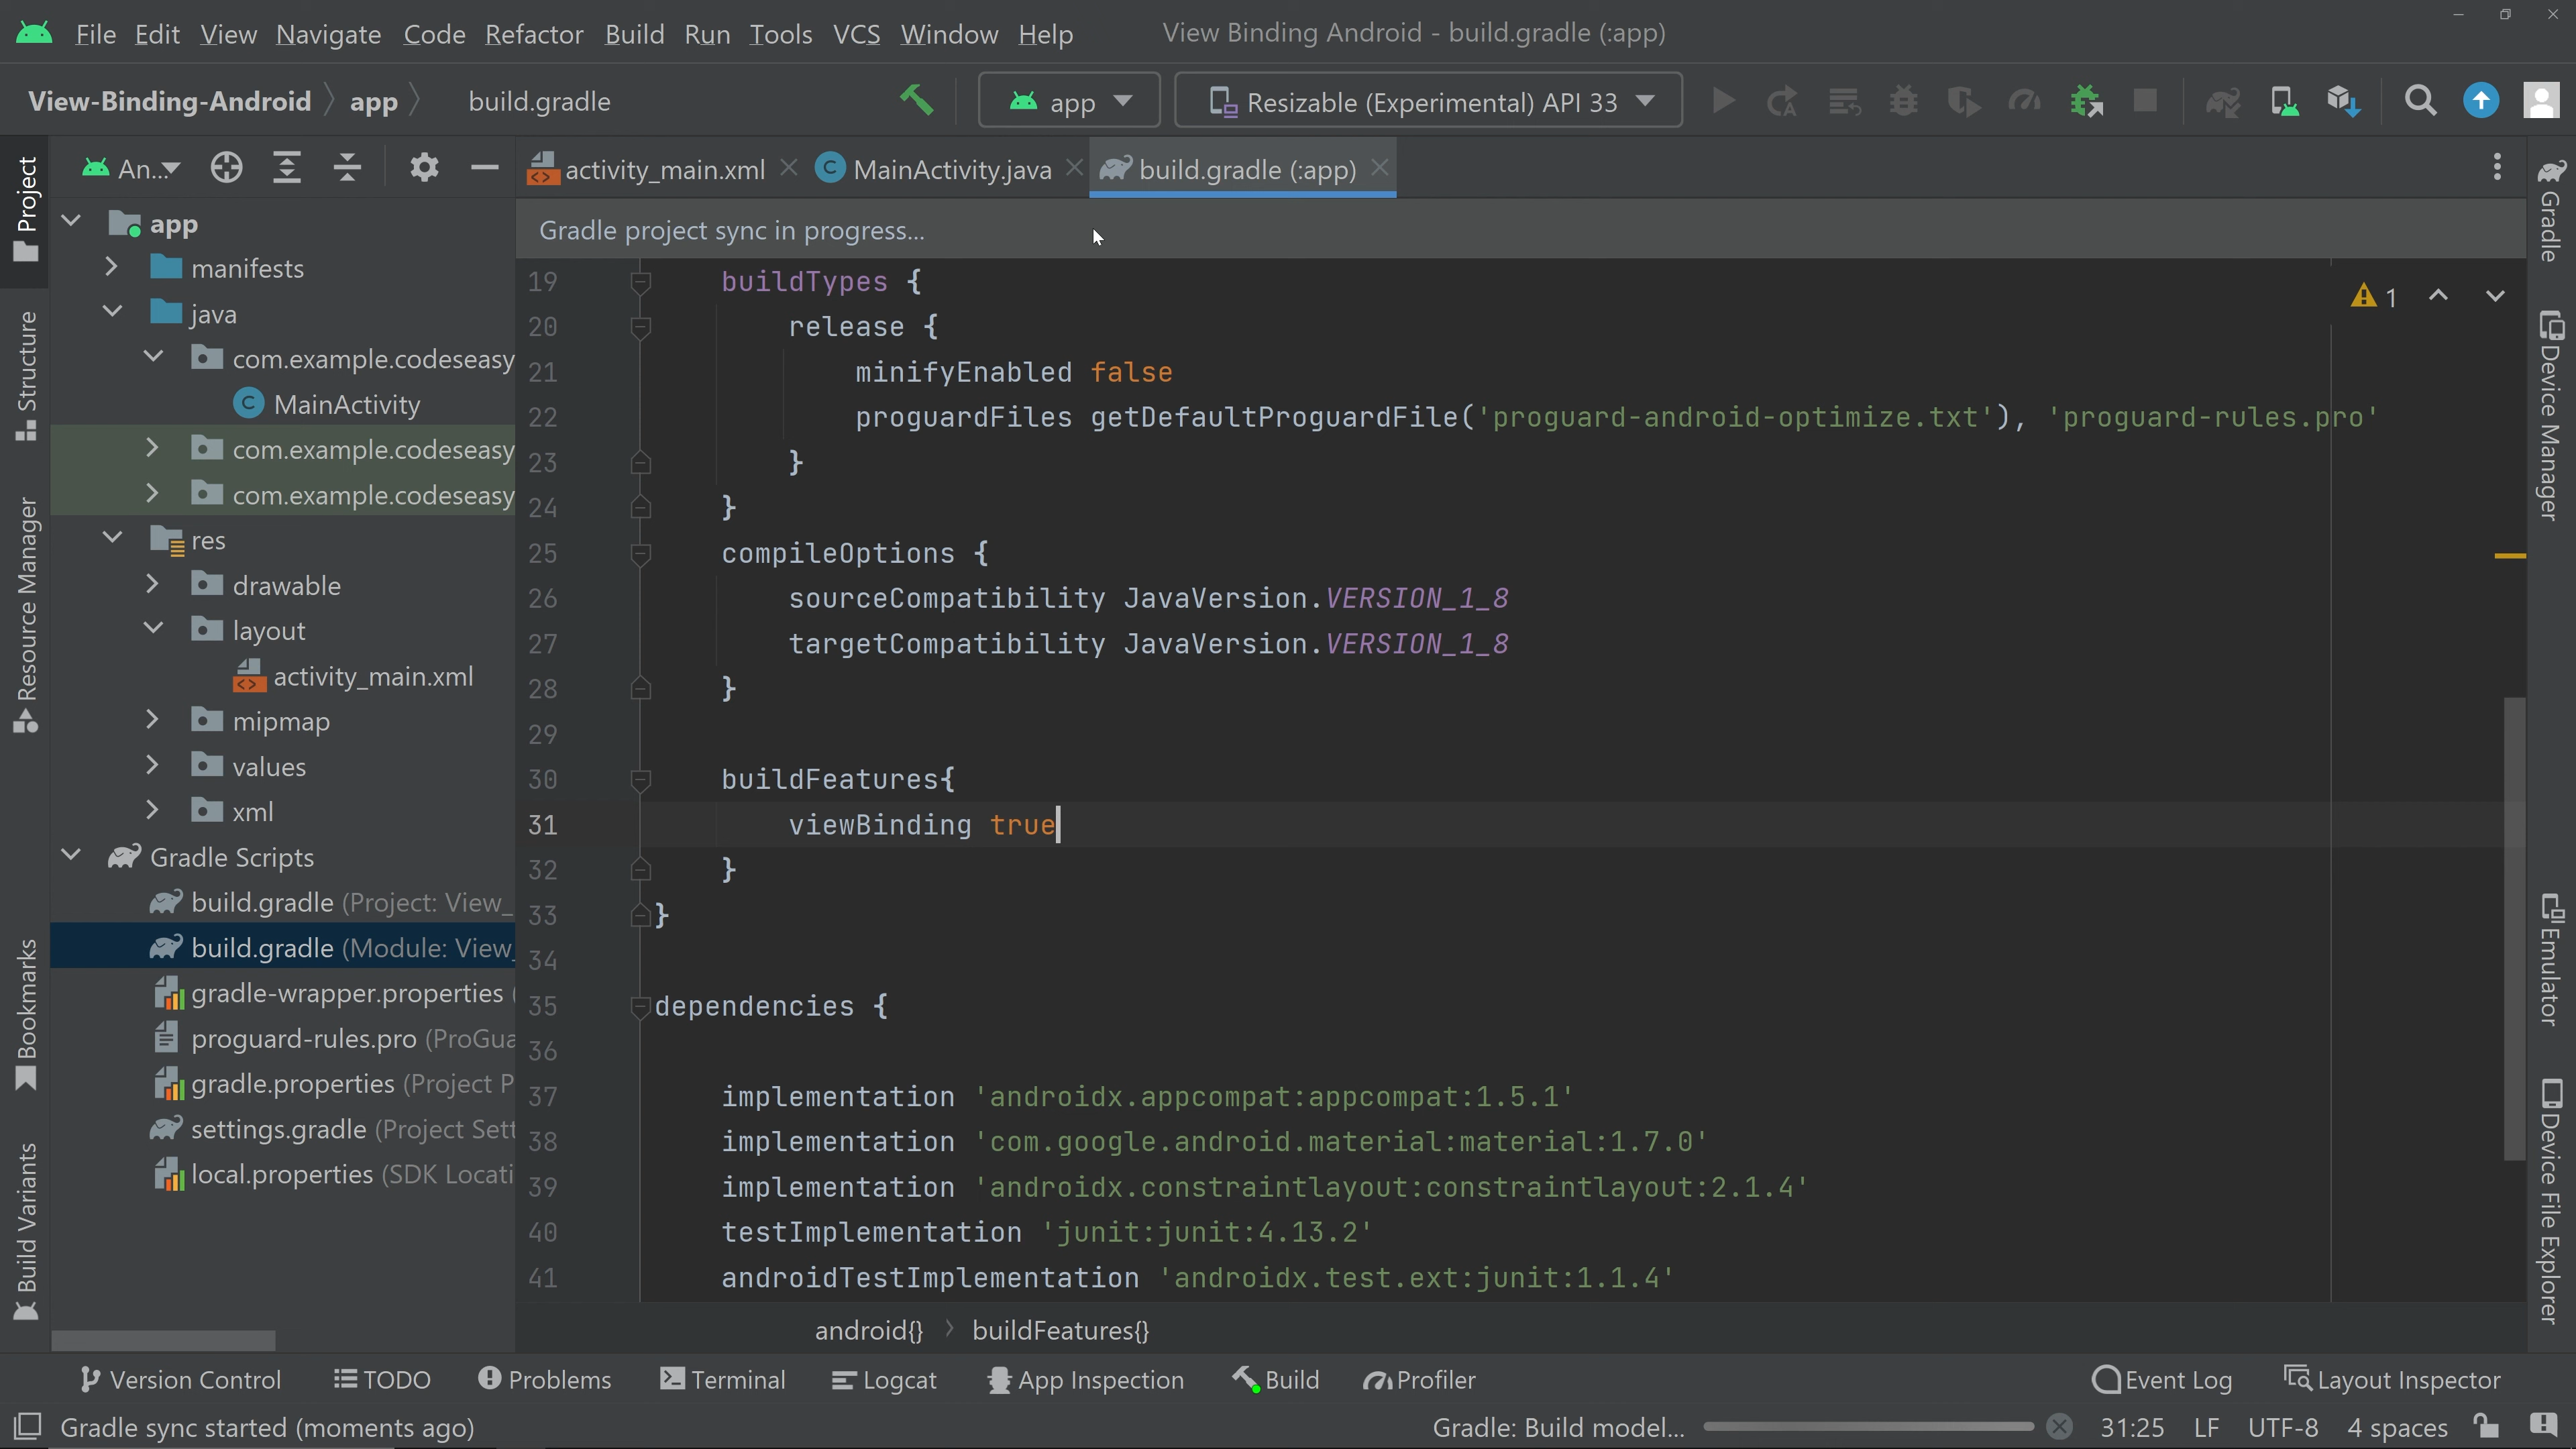 File Edit View Navigate Code Refactor Build Run Tools VCS Window Help View Binding Android - build.gradle (:app)
View-Binding-Android app build.gradle app Resizable (Experimental) API 33
An... activity_main.xml MainActivity.java build.gradle (:app)
Gradle project sync in progress...
Project
Structure
Resource Manager
Bookmarks
Build Variants
app
manifests
java
com.example.codeseasy
MainActivity
com.example.codeseasy
com.example.codeseasy
res
drawable
layout
activity_main.xml
mipmap
values
xml
Gradle Scripts
build.gradle (Project: View_
build.gradle (Module: View_
gradle-wrapper.properties (
proguard-rules.pro (ProGua
gradle.properties (Project P
settings.gradle (Project Sett
local.properties (SDK Locati
1
19 buildTypes {
20 release {
21 minifyEnabled false
22 proguardFiles getDefaultProguardFile('proguard-android-optimize.txt'), 'proguard-rules.pro'
23 }
24 }
25 compileOptions {
26 sourceCompatibility JavaVersion.VERSION_1_8
27 targetCompatibility JavaVersion.VERSION_1_8
28 }
29
30 buildFeatures{
31 viewBinding true
32 }
33 }
34
35 dependencies {
36
37 implementation 'androidx.appcompat:appcompat:1.5.1'
38 implementation 'com.google.android.material:material:1.7.0'
39 implementation 'androidx.constraintlayout:constraintlayout:2.1.4'
40 testImplementation 'junit:junit:4.13.2'
41 androidTestImplementation 'androidx.test.ext:junit:1.1.4'
android{} buildFeatures{}
Gradle
Device Manager
Emulator
Device File Explorer
Version Control TODO Problems Terminal Logcat App Inspection Build Profiler Event Log Layout Inspector
Gradle sync started (moments ago) Gradle: Build model... 31:25 LF UTF-8 4 spaces